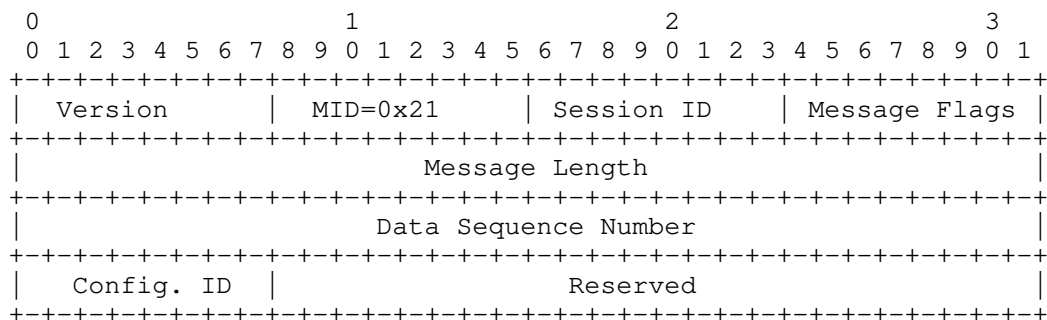 0                   1                   2                   3
0 1 2 3 4 5 6 7 8 9 0 1 2 3 4 5 6 7 8 9 0 1 2 3 4 5 6 7 8 9 0 1
+-+-+-+-+-+-+-+-+-+-+-+-+-+-+-+-+-+-+-+-+-+-+-+-+-+-+-+-+-+-+-+-+
|  Version      |  MID=0x21     | Session ID    | Message Flags |
+-+-+-+-+-+-+-+-+-+-+-+-+-+-+-+-+-+-+-+-+-+-+-+-+-+-+-+-+-+-+-+-+
|                         Message Length                        |
+-+-+-+-+-+-+-+-+-+-+-+-+-+-+-+-+-+-+-+-+-+-+-+-+-+-+-+-+-+-+-+-+
|                      Data Sequence Number                     |
+-+-+-+-+-+-+-+-+-+-+-+-+-+-+-+-+-+-+-+-+-+-+-+-+-+-+-+-+-+-+-+-+
|   Config. ID  |                  Reserved                     |
+-+-+-+-+-+-+-+-+-+-+-+-+-+-+-+-+-+-+-+-+-+-+-+-+-+-+-+-+-+-+-+-+